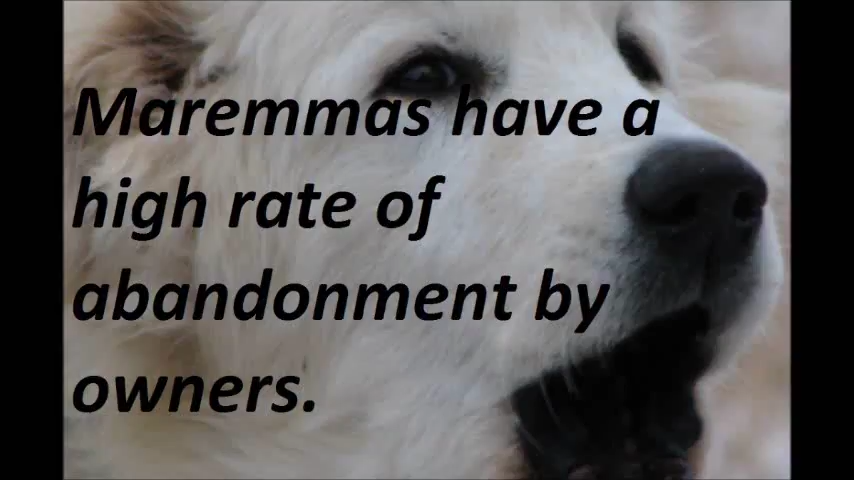 Maremmas have a
high rate of
abandonment by
owners.